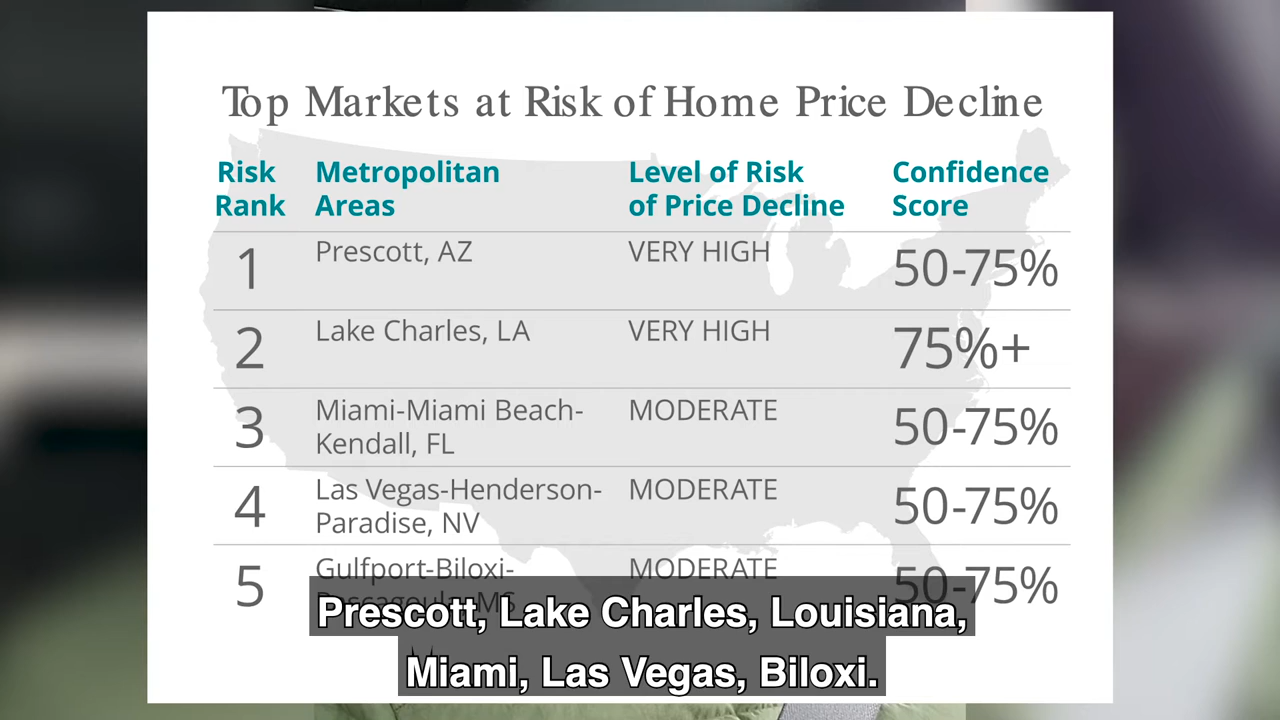 Top Markets at Risk of Home Price Decline
Risk Rank Metropolitan Areas Level of Risk of Price Decline Confidence Score
1 Prescott, AZ VERY HIGH 50-75%
2 Lake Charles, LA VERY HIGH 75%+
3 Miami-Miami Beach-Kendall, FL MODERATE 50-75%
4 Las Vegas-Henderson-Paradise, NV MODERATE 50-75%
5 Gulfport-Biloxi-Pascagoula, MS MODERATE 50-75%
Prescott, Lake Charles, Louisiana,
Miami, Las Vegas, Biloxi.